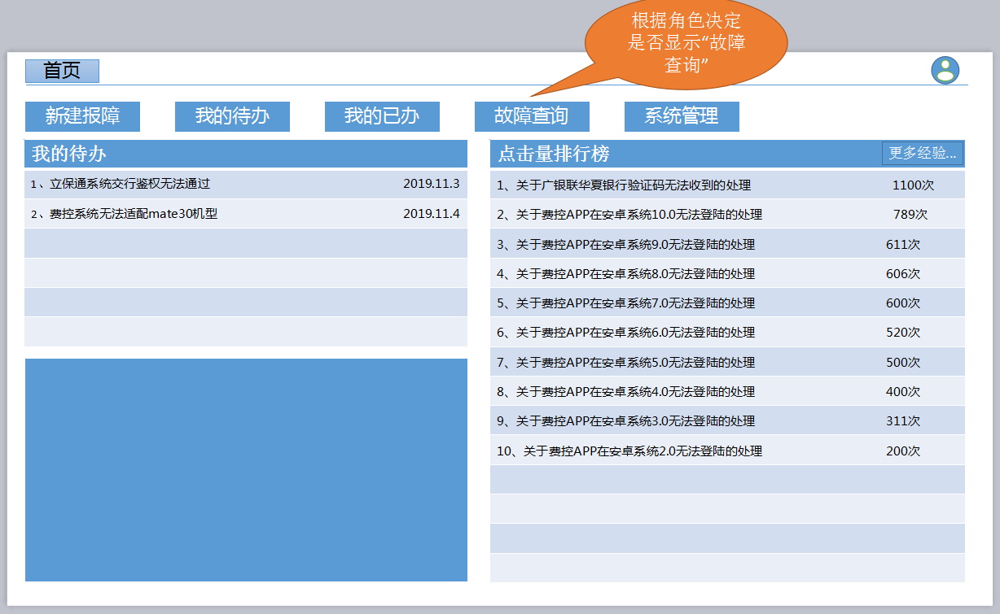 根据角色决定
是否显示“故障
查询”
首页
新建报障
我的待办
我的已办
故障查询
系统管理
我的待办
1、立保通系统交行鉴权无法通过 2019.11.3
2、费控系统无法适配mate30机型 2019.11.4
点击量排行榜
更多经验...
1、关于广银联华夏银行验证码无法收到的处理 1100次
2、关于费控APP在安卓系统10.0无法登陆的处理 789次
3、关于费控APP在安卓系统9.0无法登陆的处理 611次
4、关于费控APP在安卓系统8.0无法登陆的处理 606次
5、关于费控APP在安卓系统7.0无法登陆的处理 600次
6、关于费控APP在安卓系统6.0无法登陆的处理 520次
7、关于费控APP在安卓系统5.0无法登陆的处理 500次
8、关于费控APP在安卓系统4.0无法登陆的处理 400次
9、关于费控APP在安卓系统3.0无法登陆的处理 311次
10、关于费控APP在安卓系统2.0无法登陆的处理 200次